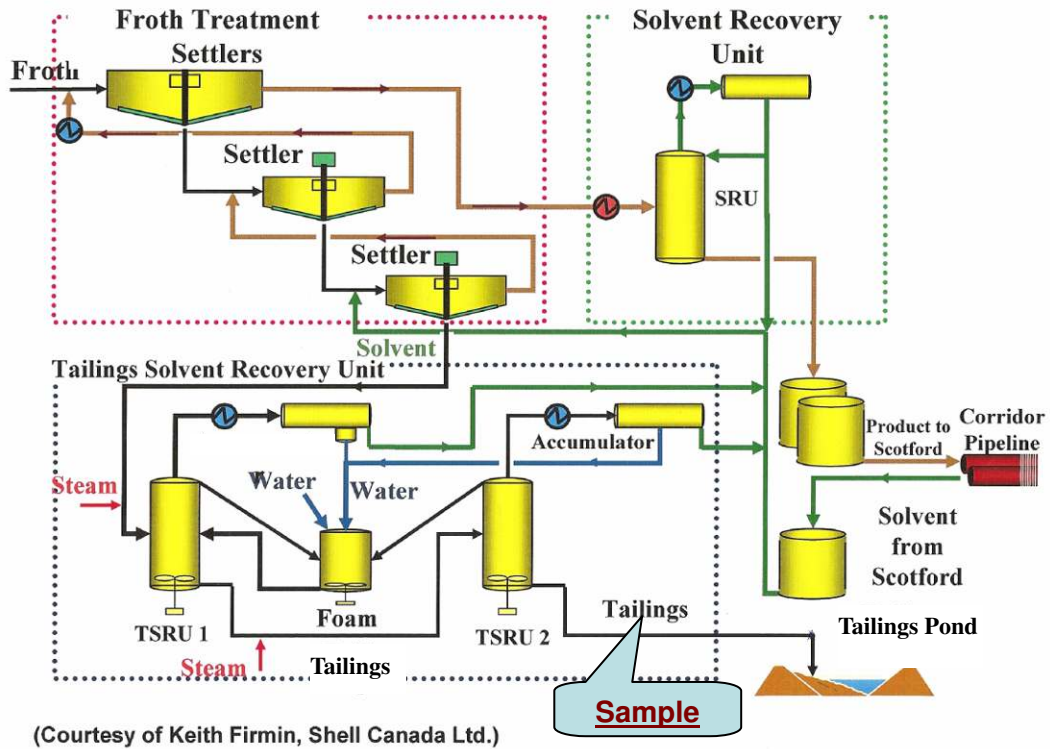 Froth Treatment
Settlers
Froth
Settler
Settler
Solvent Recovery
Unit
SRU
Solvent
Tailings Solvent Recovery Unit
Accumulator
Product to
Scotford
Corridor
Pipeline
Steam
Water
Water
Solvent
from
Scotford
Foam
TSRU 1
TSRU 2
Steam
Tailings
Tailings
Tailings Pond
Sample
(Courtesy of Keith Firmin, Shell Canada Ltd.)